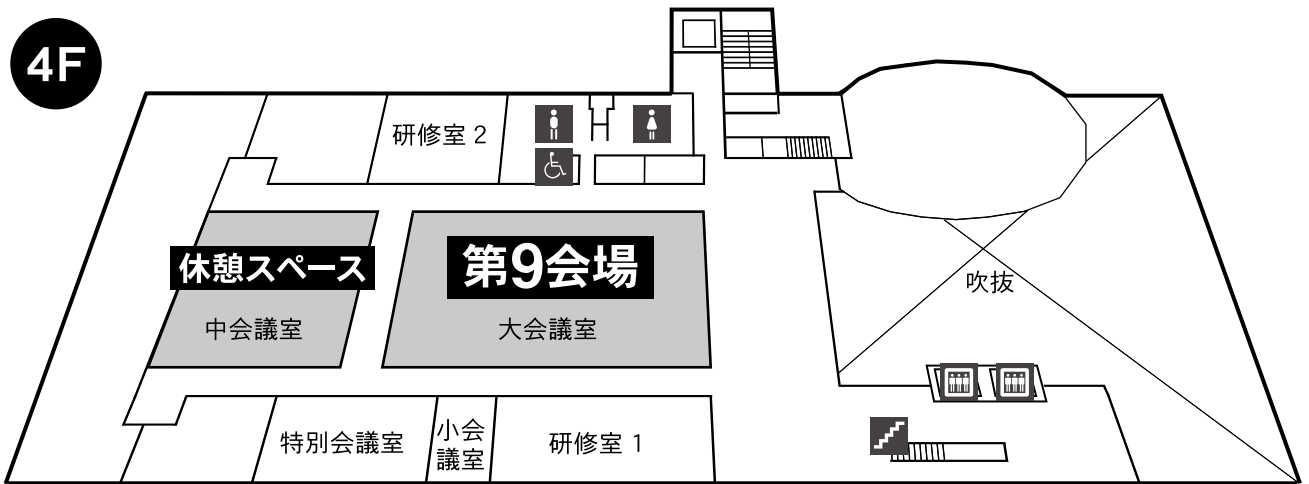 4F
研修室 2
休憩スペース
第9会場
中会議室
大会議室
吹抜
特別会議室
小会
議室
研修室 1